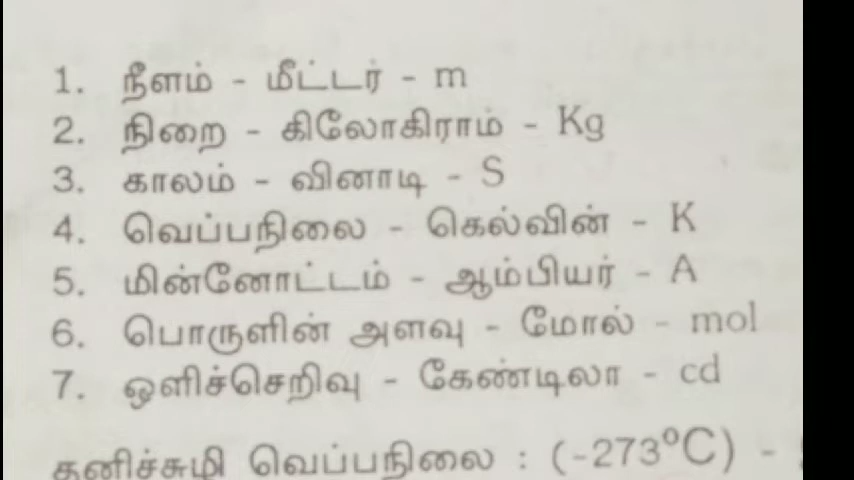 1. நீளம் - மீட்டர் - m
2. நிறை - கிலோகிராம் - Kg
3. காலம் - வினாடி - S
4. வெப்பநிலை - கெல்வின் - K
5. மின்னோட்டம் - ஆம்பியர் - A
6. பொருளின் அளவு - மோல் - mol
7. ஒளிச்செறிவு - கேண்டிலா - cd
தனிச்சுழி வெப்பநிலை : (-273°C) -